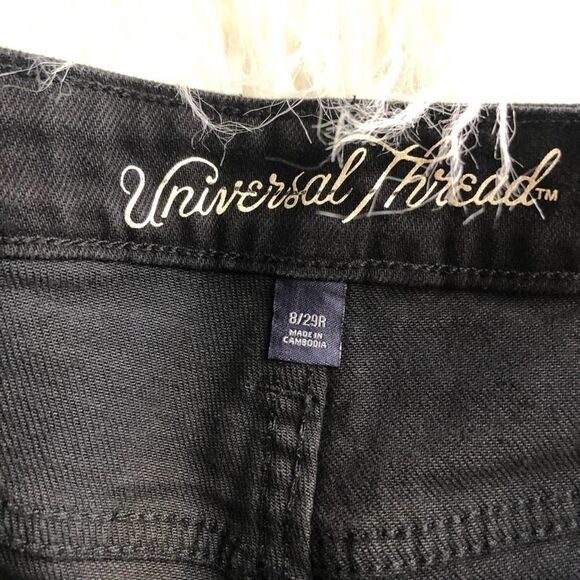 Universal Thread™
8/29R
MADE IN
CAMBODIA